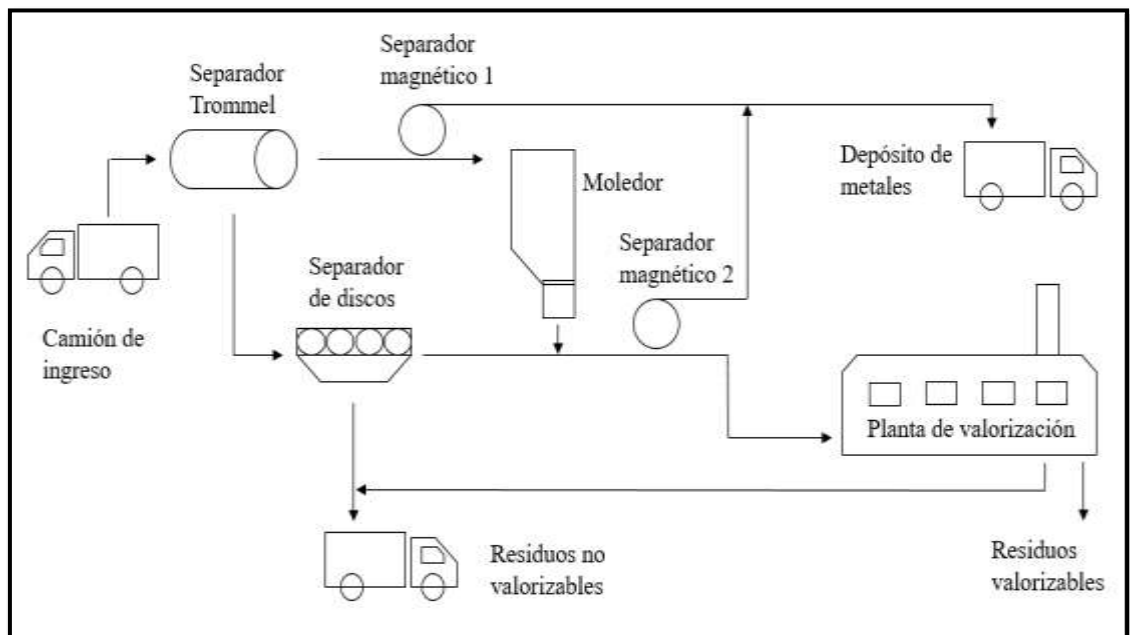 Separador
magnético 1
Separador
Trommel
Depósito de
metales
Moledor
Separador
magnético 2
Separador
de discos
Camión de
ingreso
Planta de valorización
Residuos no
valorizables
Residuos
valorizables